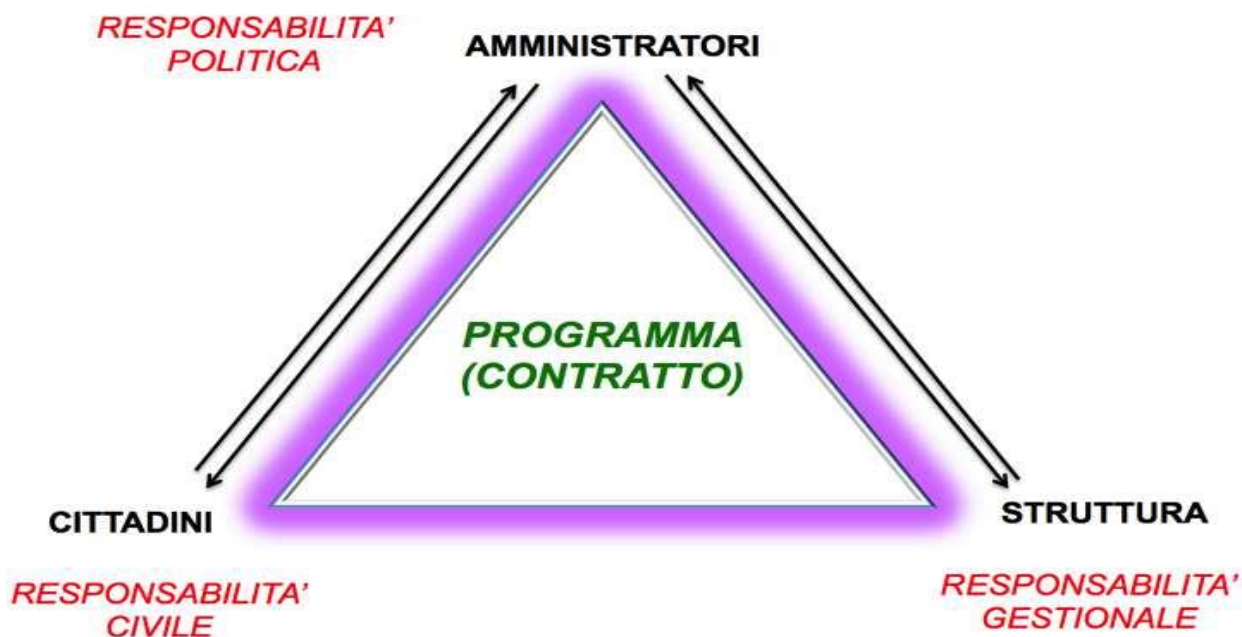 RESPONSABILITA'
POLITICA
AMMINISTRATORI
PROGRAMMA
(CONTRATTO)
CITTADINI
STRUTTURA
RESPONSABILITA'
CIVILE
RESPONSABILITA'
GESTIONALE